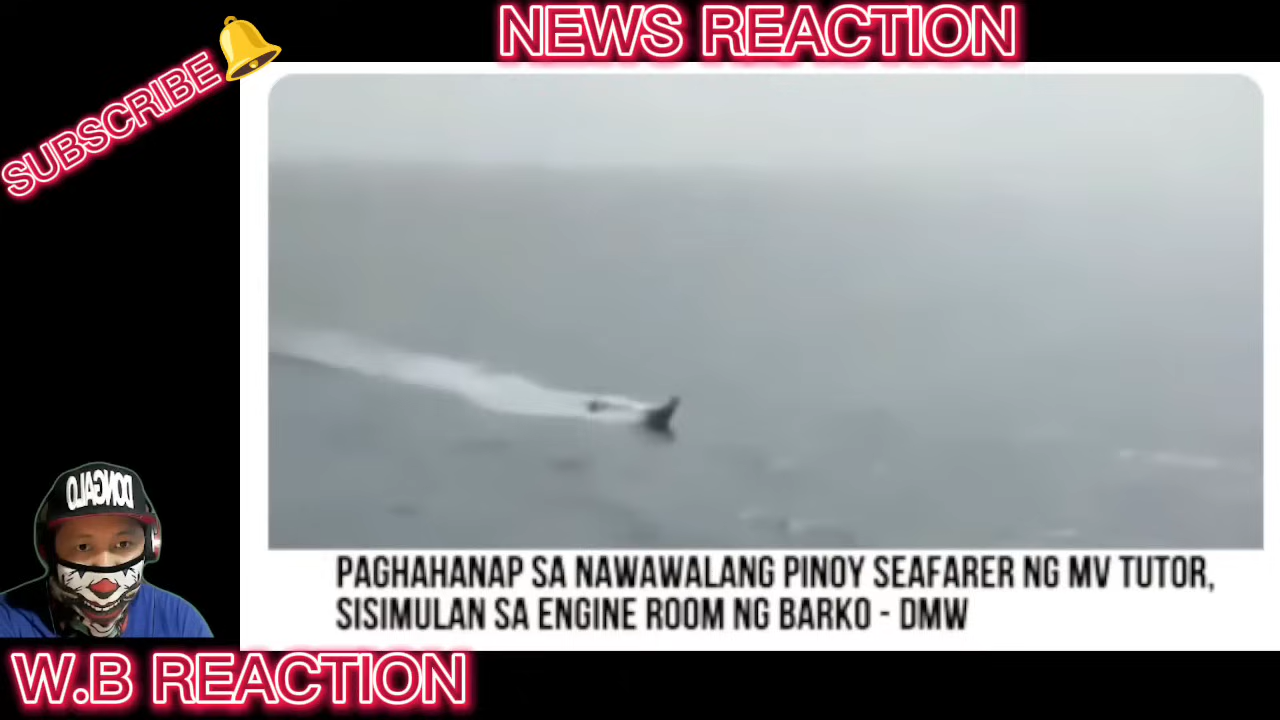 NEWS REACTION
SUBSCRIBE
DONGALO
PAGHAHANAP SA NAWAWALANG PINOY SEAFARER NG MV TUTOR,
SISIMULAN SA ENGINE ROOM NG BARKO - DMW
W.B REACTION